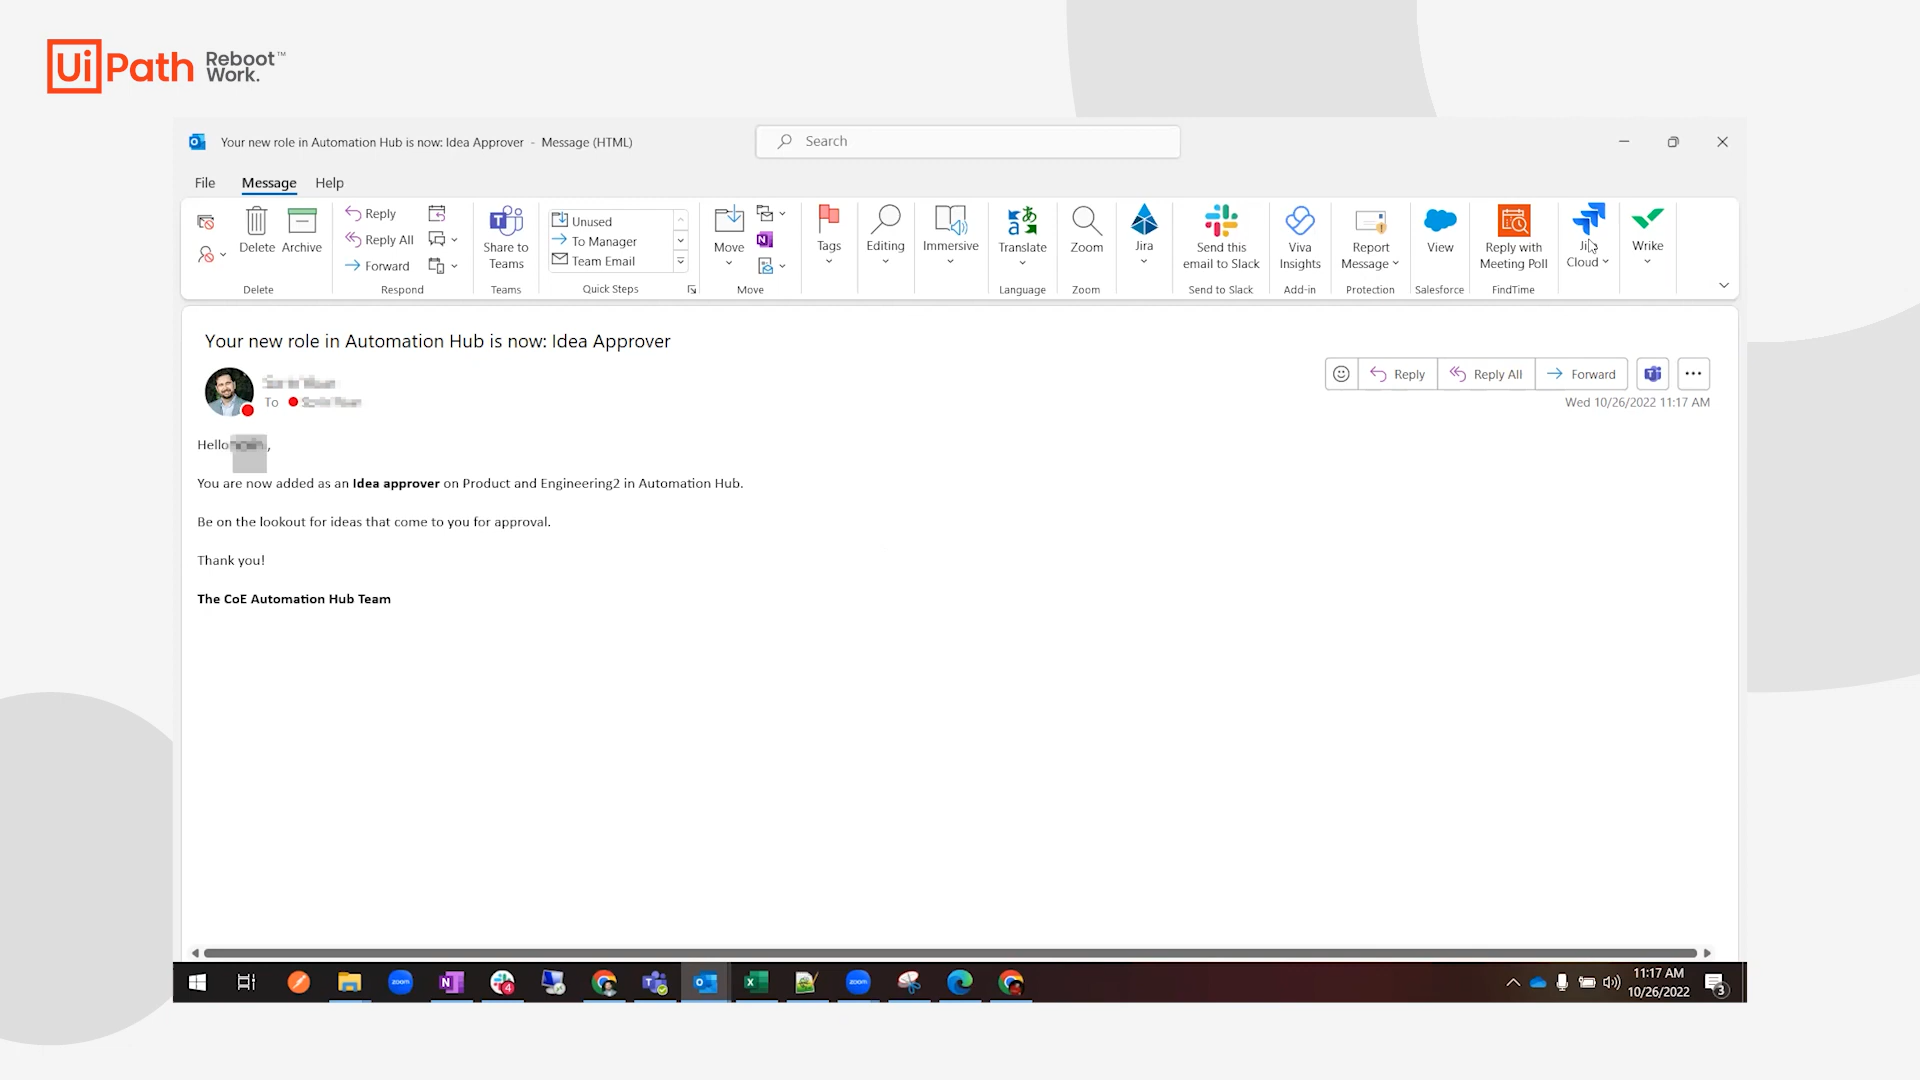 UiPath Reboot Work.™
Your new role in Automation Hub is now: Idea Approver - Message (HTML)
Search
File Message Help
Delete
Archive
Delete
Reply
Reply All
Forward
Respond
Share to Teams
Teams
Unused
To Manager
Team Email
Quick Steps
Move
Move
Tags
Editing
Immersive
Translate
Language
Zoom
Zoom
Jira
Send this email to Slack
Send to Slack
Viva Insights
Add-in
Report Message
Protection
View
Salesforce
Reply with Meeting Poll
FindTime
Jira Cloud
Wrike
Your new role in Automation Hub is now: Idea Approver
To
Reply
Reply All
Forward
Wed 10/26/2022 11:17 AM
Hello ,
You are now added as an Idea approver on Product and Engineering2 in Automation Hub.
Be on the lookout for ideas that come to you for approval.
Thank you!
The CoE Automation Hub Team
zoom
4
zoom
11:17 AM
10/26/2022
3